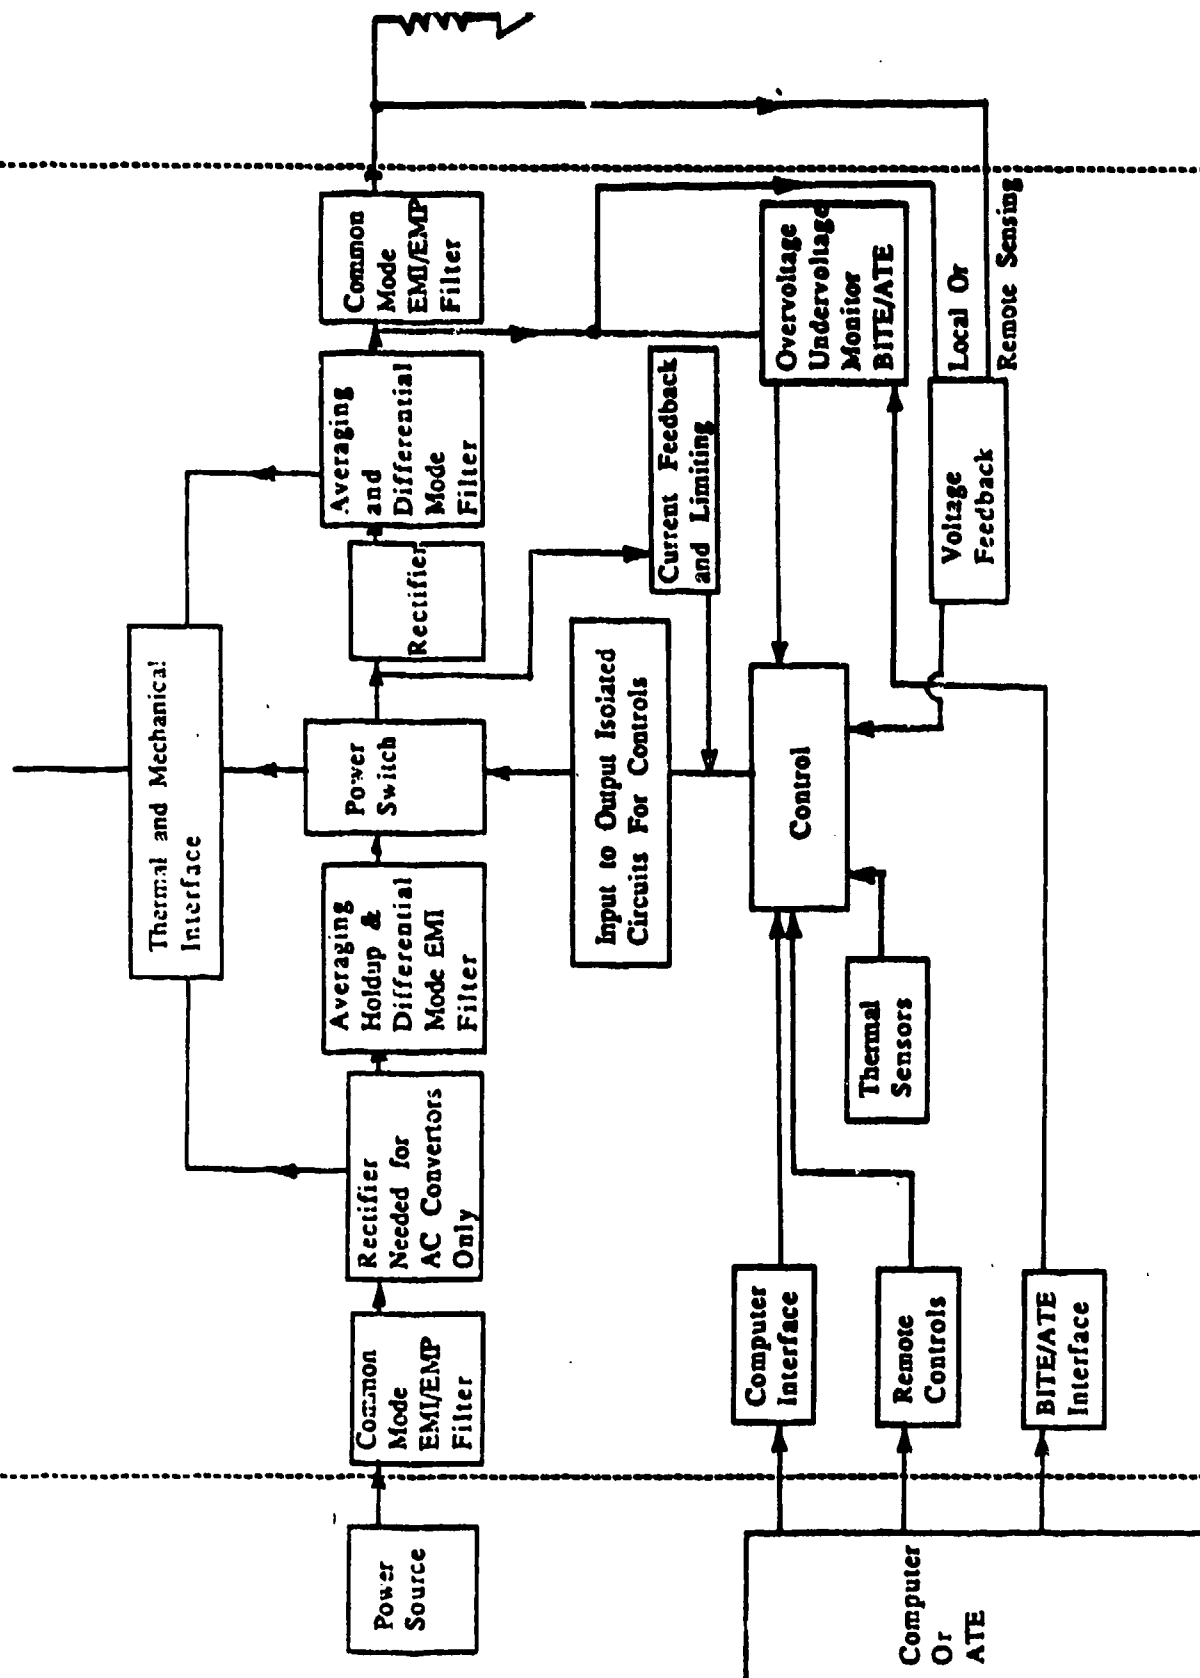 Power
Source
Common
Mode
EMI/EMP
Filter
Rectifier
Needed for
AC Convertors
Only
Averaging
Holdup &
Differential
Mode EMI
Filter
Power
Switch
Rectifier
Averaging
and
Differential
Mode
Filter
Common
Mode
EMI/EMP
Filter
Thermal and Mechanical
Interface
Input to Output Isolated
Circuits For Controls
Current Feedback
and Limiting
Overvoltage
Undervoltage
Monitor
BITE/ATE
Control
Thermal
Sensors
Voltage
Feedback
Local Or
Remote Sensing
Computer
Interface
Remote
Controls
BITE/ATE
Interface
Computer
Or
ATE